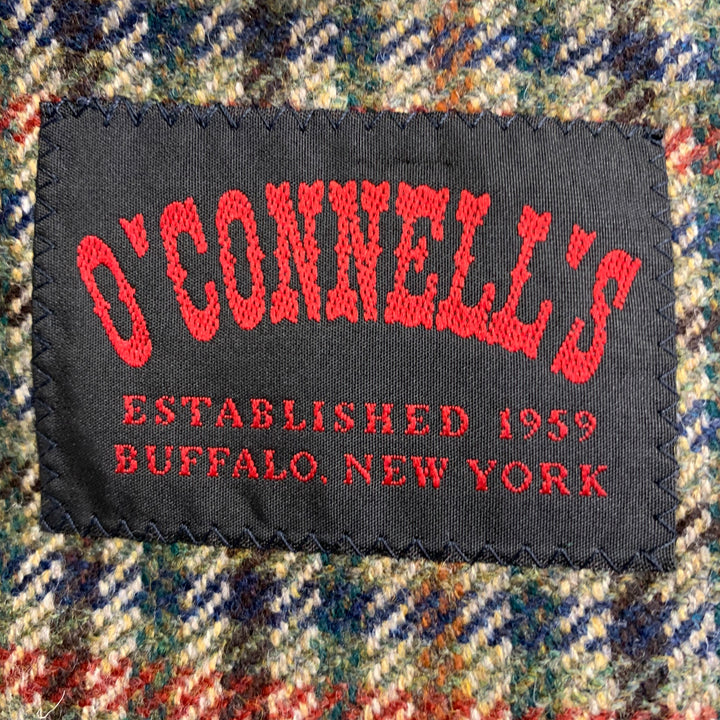 O'CONNELL'S
ESTABLISHED 1959
BUFFALO, NEW YORK